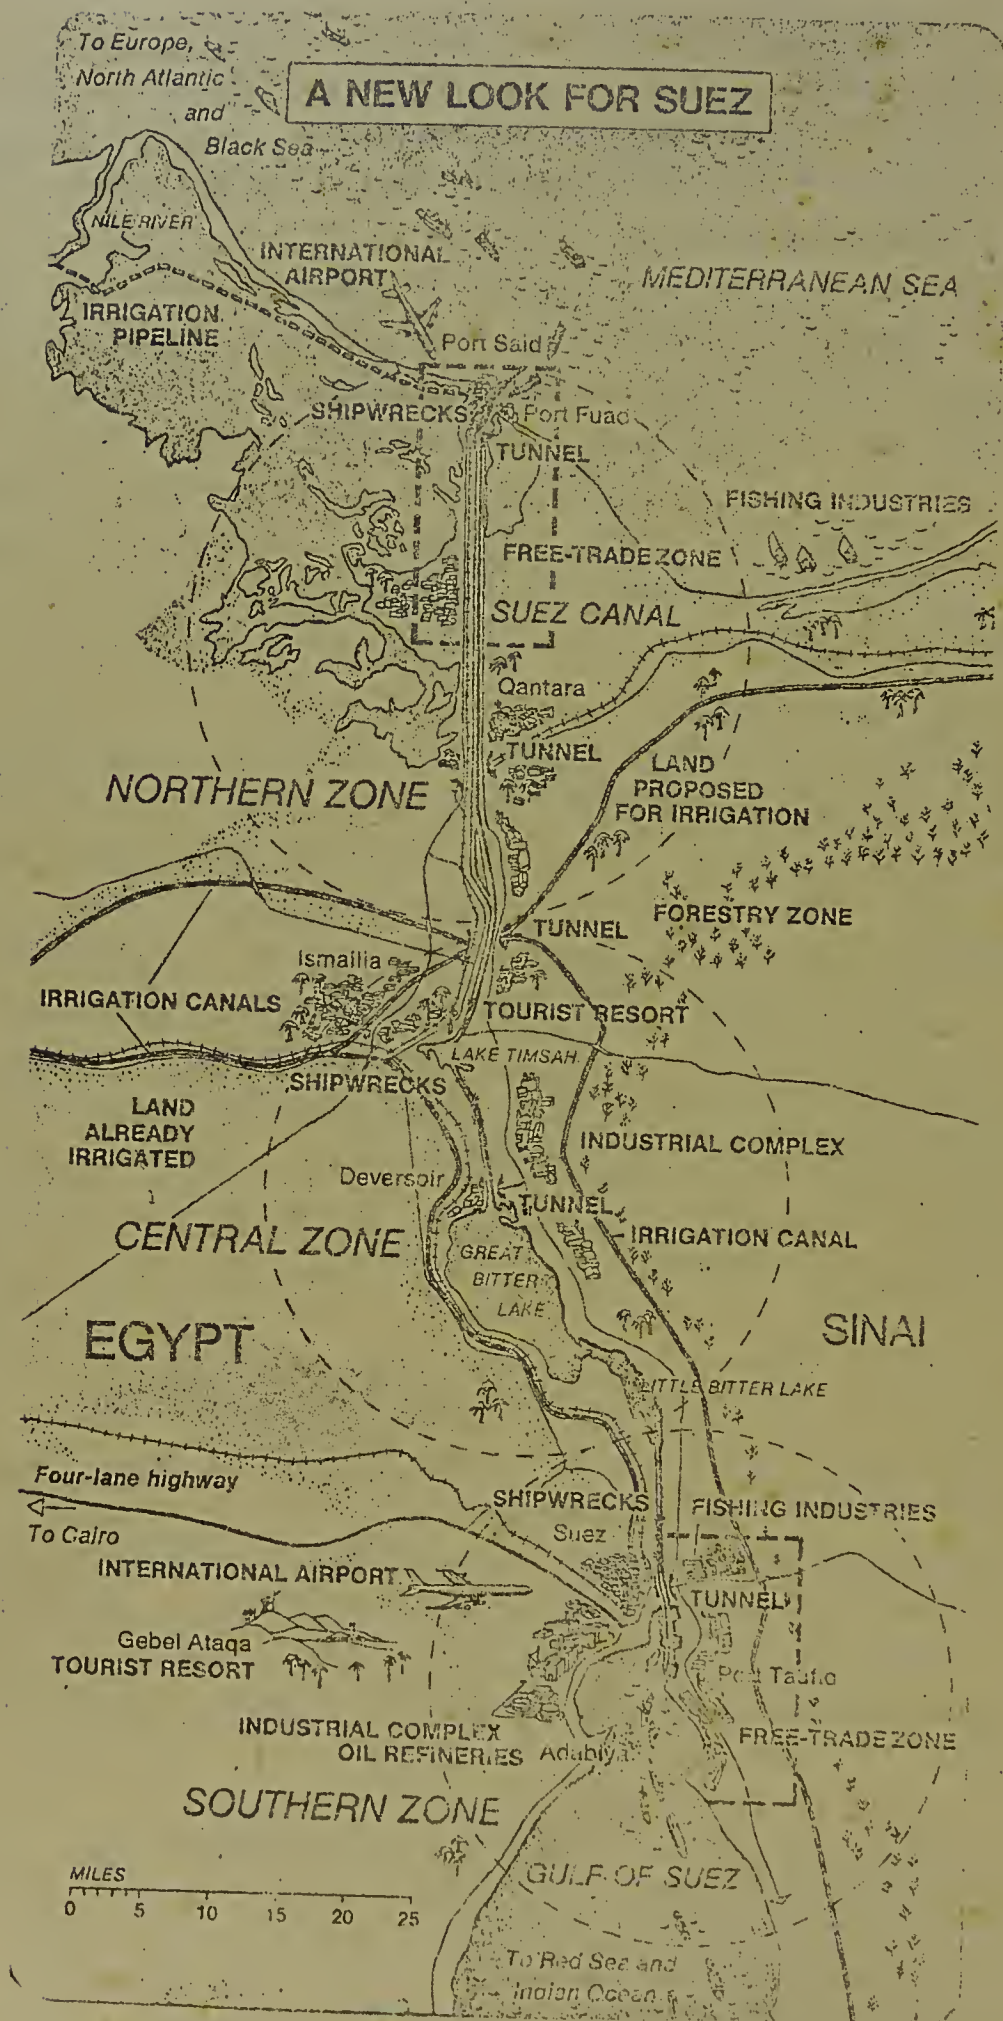 To Europe,
North Atlantic
and
Black Sea
A NEW LOOK FOR SUEZ
NILE RIVER
INTERNATIONAL
AIRPORT
MEDITERRANEAN SEA
IRRIGATION
PIPELINE
Port Said
SHIPWRECKS
Port Fuad
TUNNEL
FISHING INDUSTRIES
FREE-TRADE ZONE
SUEZ CANAL
Qantara
TUNNEL
NORTHERN ZONE
LAND
PROPOSED
FOR IRRIGATION
FORESTRY ZONE
TUNNEL
Ismailia
IRRIGATION CANALS
TOURIST RESORT
LAKE TIMSAH
SHIPWRECKS
LAND
ALREADY
IRRIGATED
INDUSTRIAL COMPLEX
Deversoir
TUNNEL
CENTRAL ZONE
IRRIGATION CANAL
GREAT
BITTER
LAKE
EGYPT
SINAI
LITTLE BITTER LAKE
Four-lane highway
SHIPWRECKS
FISHING INDUSTRIES
To Cairo
Suez
INTERNATIONAL AIRPORT
TUNNEL
Gebel Ataqa
TOURIST RESORT
Port Taufiq
INDUSTRIAL COMPLEX
OIL REFINERIES
Adabiya
FREE-TRADE ZONE
SOUTHERN ZONE
MILES
0 5 10 15 20 25
GULF OF SUEZ
To Red Sea and
Indian Ocean